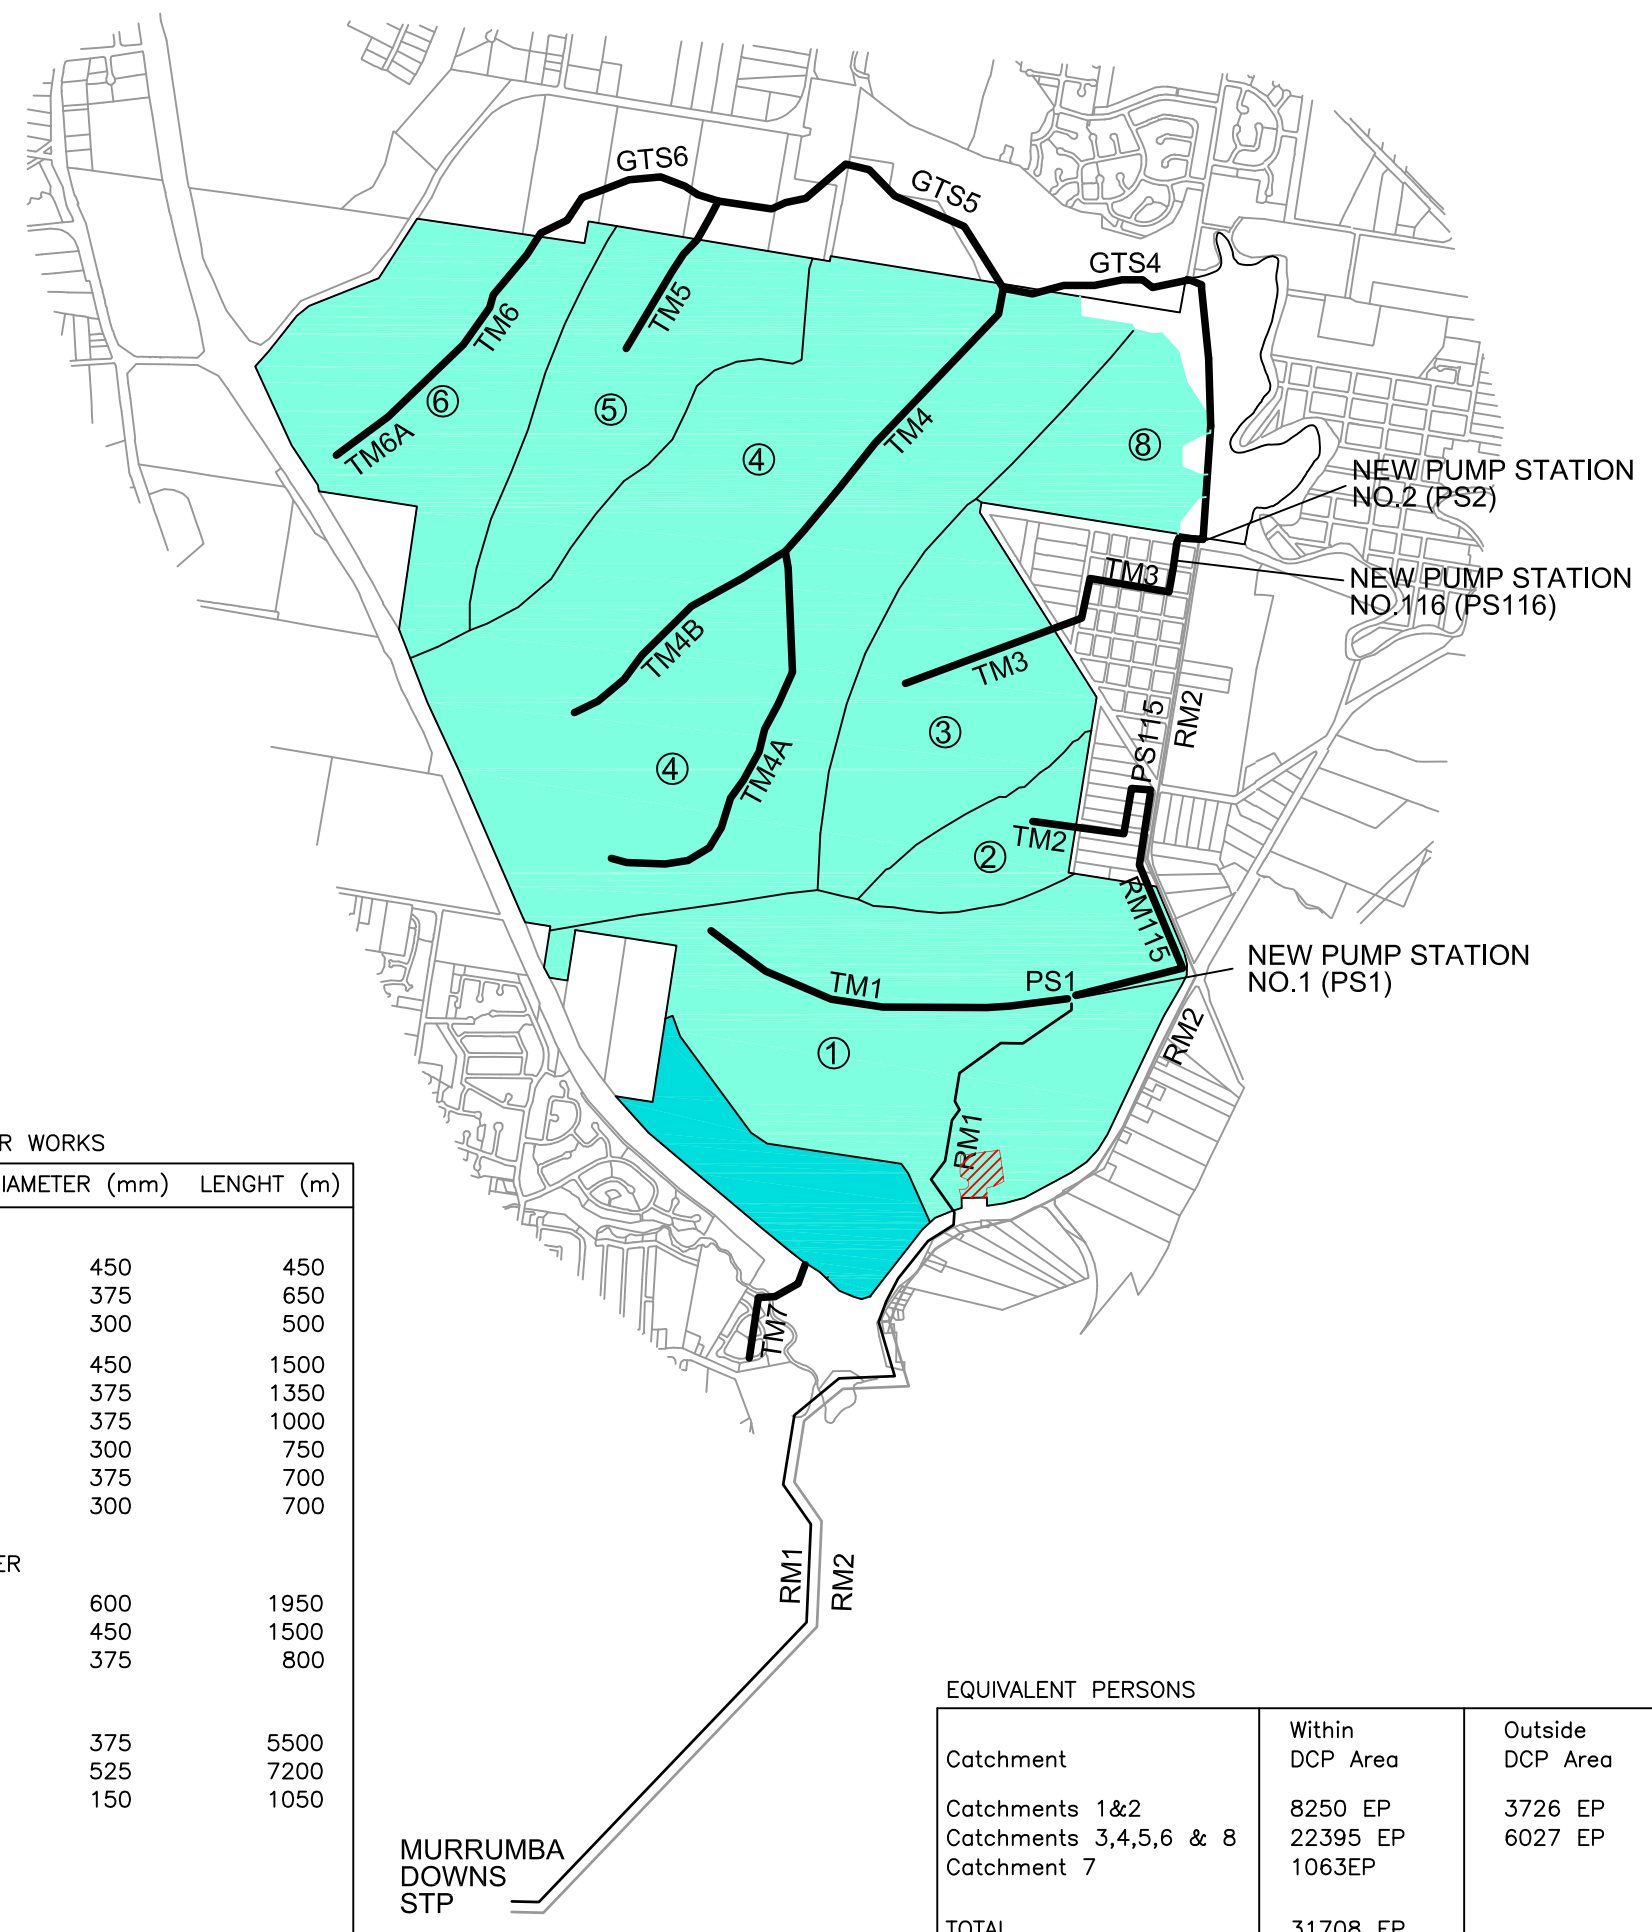 GTS6
GTS5
GTS4
TM5
TM6
TM6A
TM4
⑥
⑤
④
⑧
NEW PUMP STATION
NO.2 (PS2)
TM3
NEW PUMP STATION
NO.116 (PS116)
TM4B
TM3
PS115
RM2
③
④
TM4A
TM2
②
RM115
NEW PUMP STATION
NO.1 (PS1)
TM1
PS1
①
RM2
RM1
TM7
R WORKS
IAMETER (mm) LENGHT (m)
450 450
375 650
300 500
450 1500
375 1350
375 1000
300 750
375 700
300 700
ER
600 1950
450 1500
375 800
375 5500
525 7200
150 1050
RM1
RM2
MURRUMBA
DOWNS
STP
EQUIVALENT PERSONS
Within Outside
Catchment DCP Area DCP Area
Catchments 1&2 8250 EP 3726 EP
Catchments 3,4,5,6 & 8 22395 EP 6027 EP
Catchment 7 1063EP
TOTAL 31708 EP